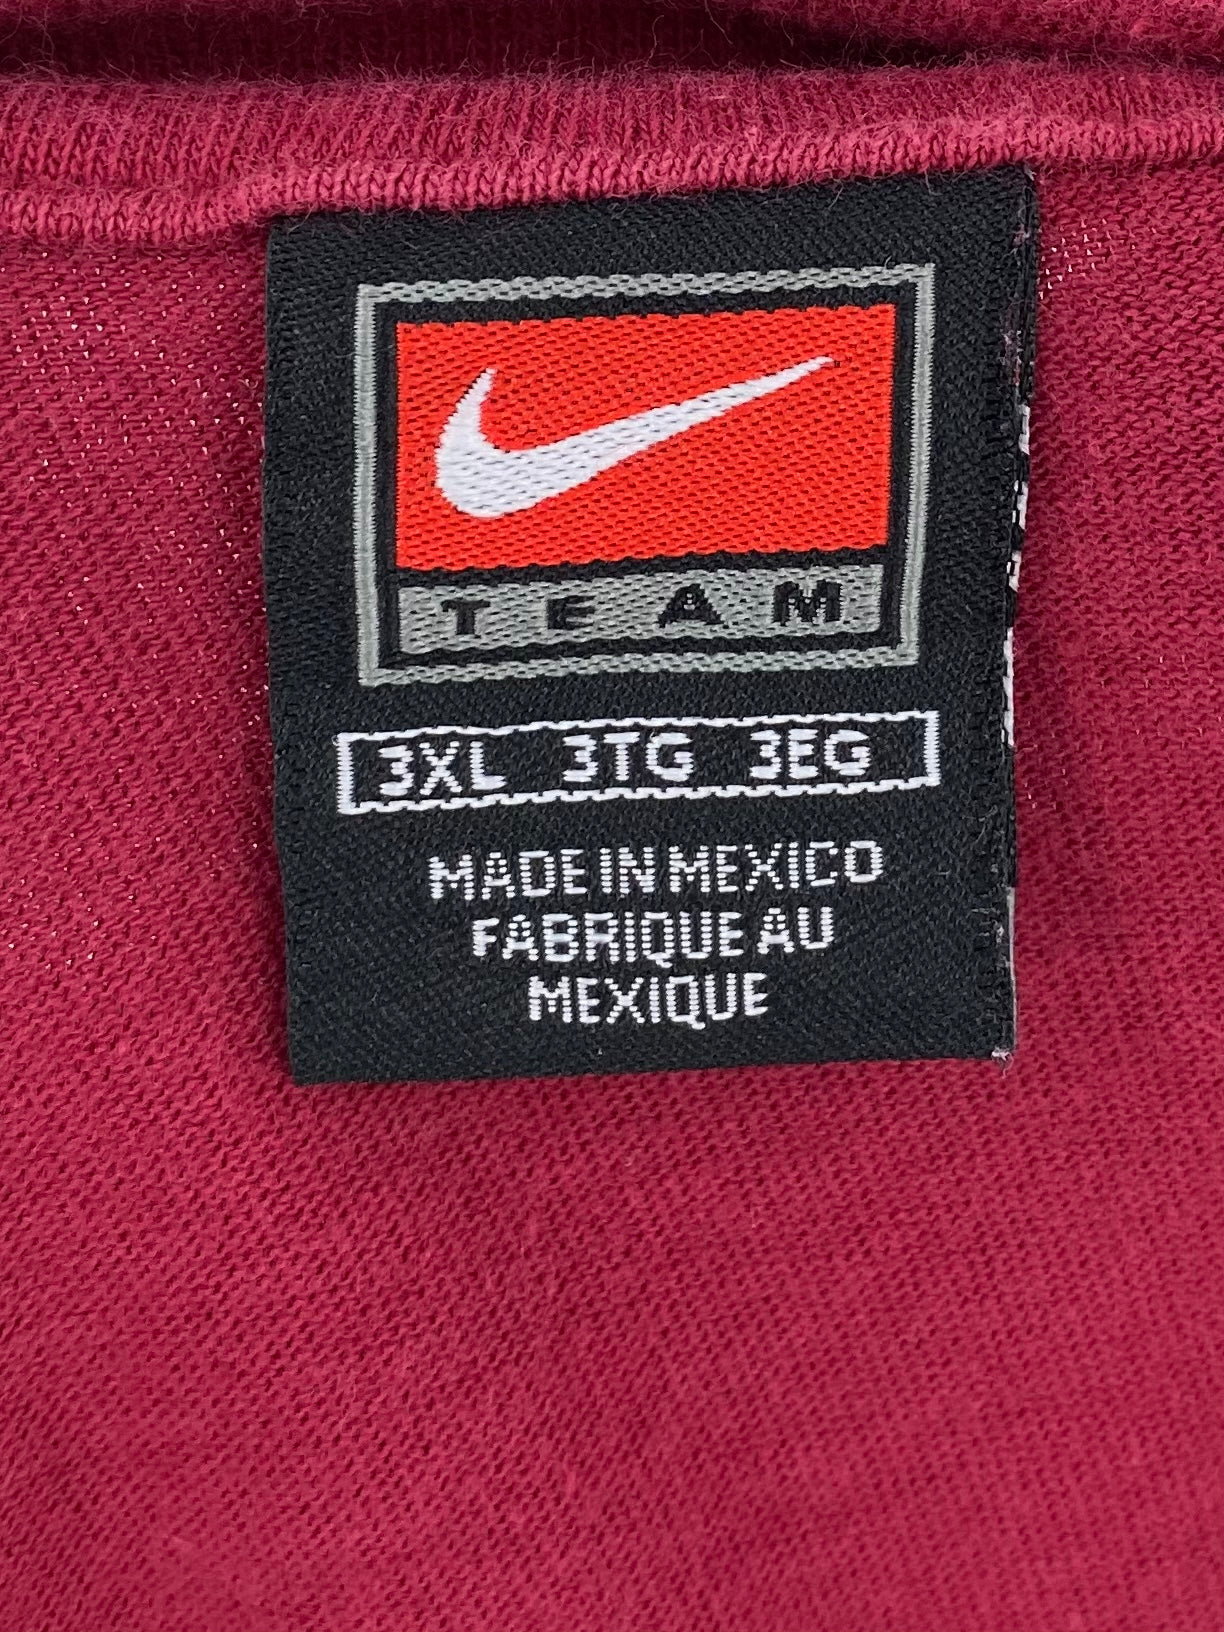 TEAM
3XL 3TG 3EG
MADE IN MEXICO
FABRIQUE AU
MEXIQUE